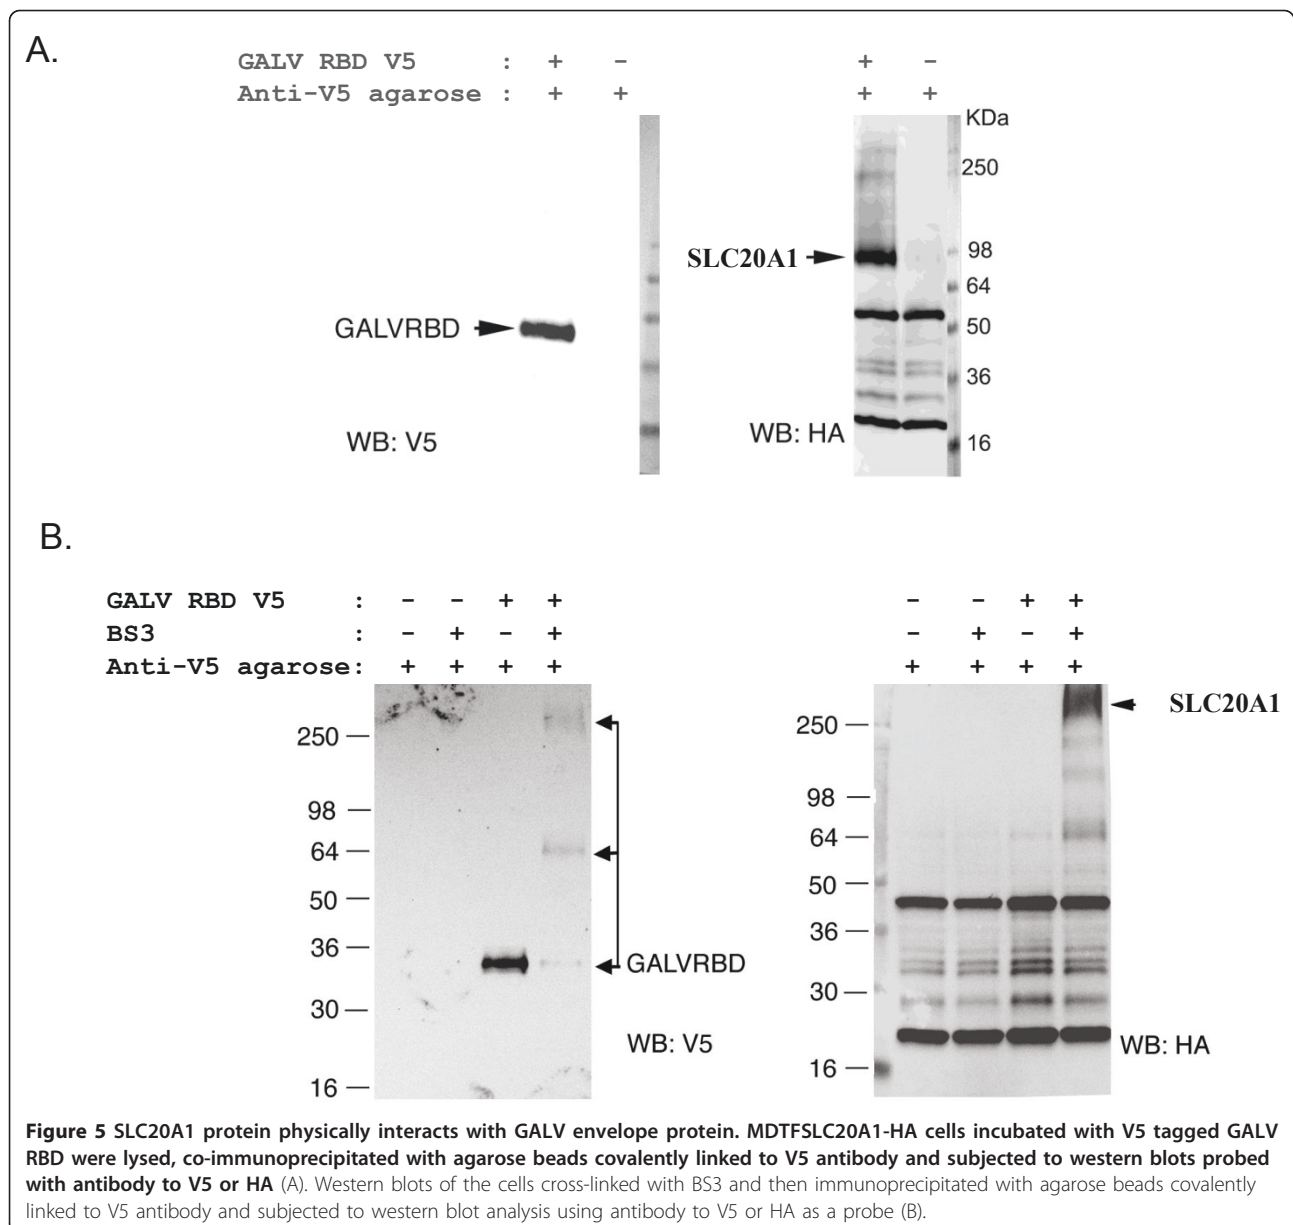 A.
GALV RBD V5 : + - + -
Anti-V5 agarose : + + + +
KDa
250
SLC20A1
98
64
GALVRBD
50
36
WB: V5
WB: HA
16
B.
GALV RBD V5 : - - + + - - + +
BS3 : - + - + - + - +
Anti-V5 agarose: + + + + + + + +
SLC20A1
250
250
98
98
64
64
50
50
36
36
GALVRBD
30
30
WB: V5
WB: HA
16
16
Figure 5 SLC20A1 protein physically interacts with GALV envelope protein. MDTFSLC20A1-HA cells incubated with V5 tagged GALV
RBD were lysed, co-immunoprecipitated with agarose beads covalently linked to V5 antibody and subjected to western blots probed
with antibody to V5 or HA (A). Western blots of the cells cross-linked with BS3 and then immunoprecipitated with agarose beads covalently
linked to V5 antibody and subjected to western blot analysis using antibody to V5 or HA as a probe (B).